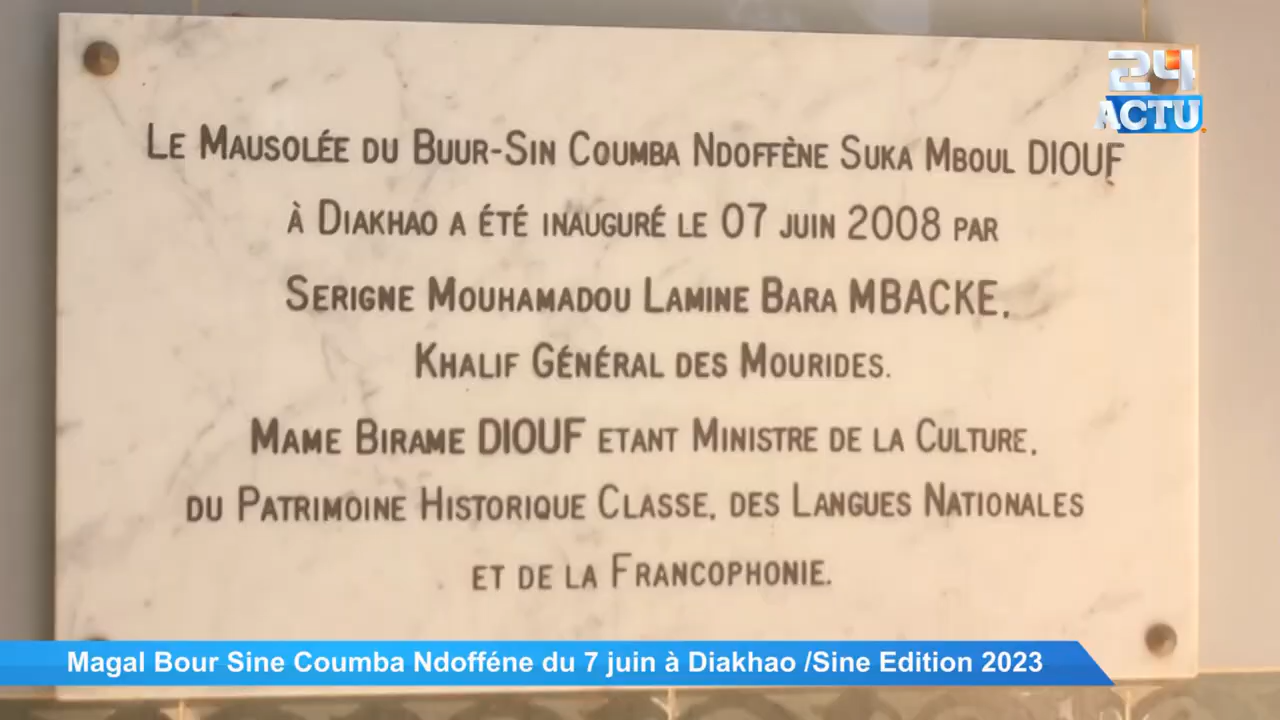 24
ACTU
Le Mausolée du Buur-Sin Coumba Ndoffène Suka Mboul DIOUF
à Diakhao a été inauguré le 07 juin 2008 par
Serigne Mouhamadou Lamine Bara MBACKE,
Khalif Général des Mourides.
Mame Birame DIOUF etant Ministre de la Culture,
du Patrimoine Historique Classe, des Langues Nationales
et de la Francophonie.
Magal Bour Sine Coumba Ndofféne du 7 juin à Diakhao /Sine Edition 2023